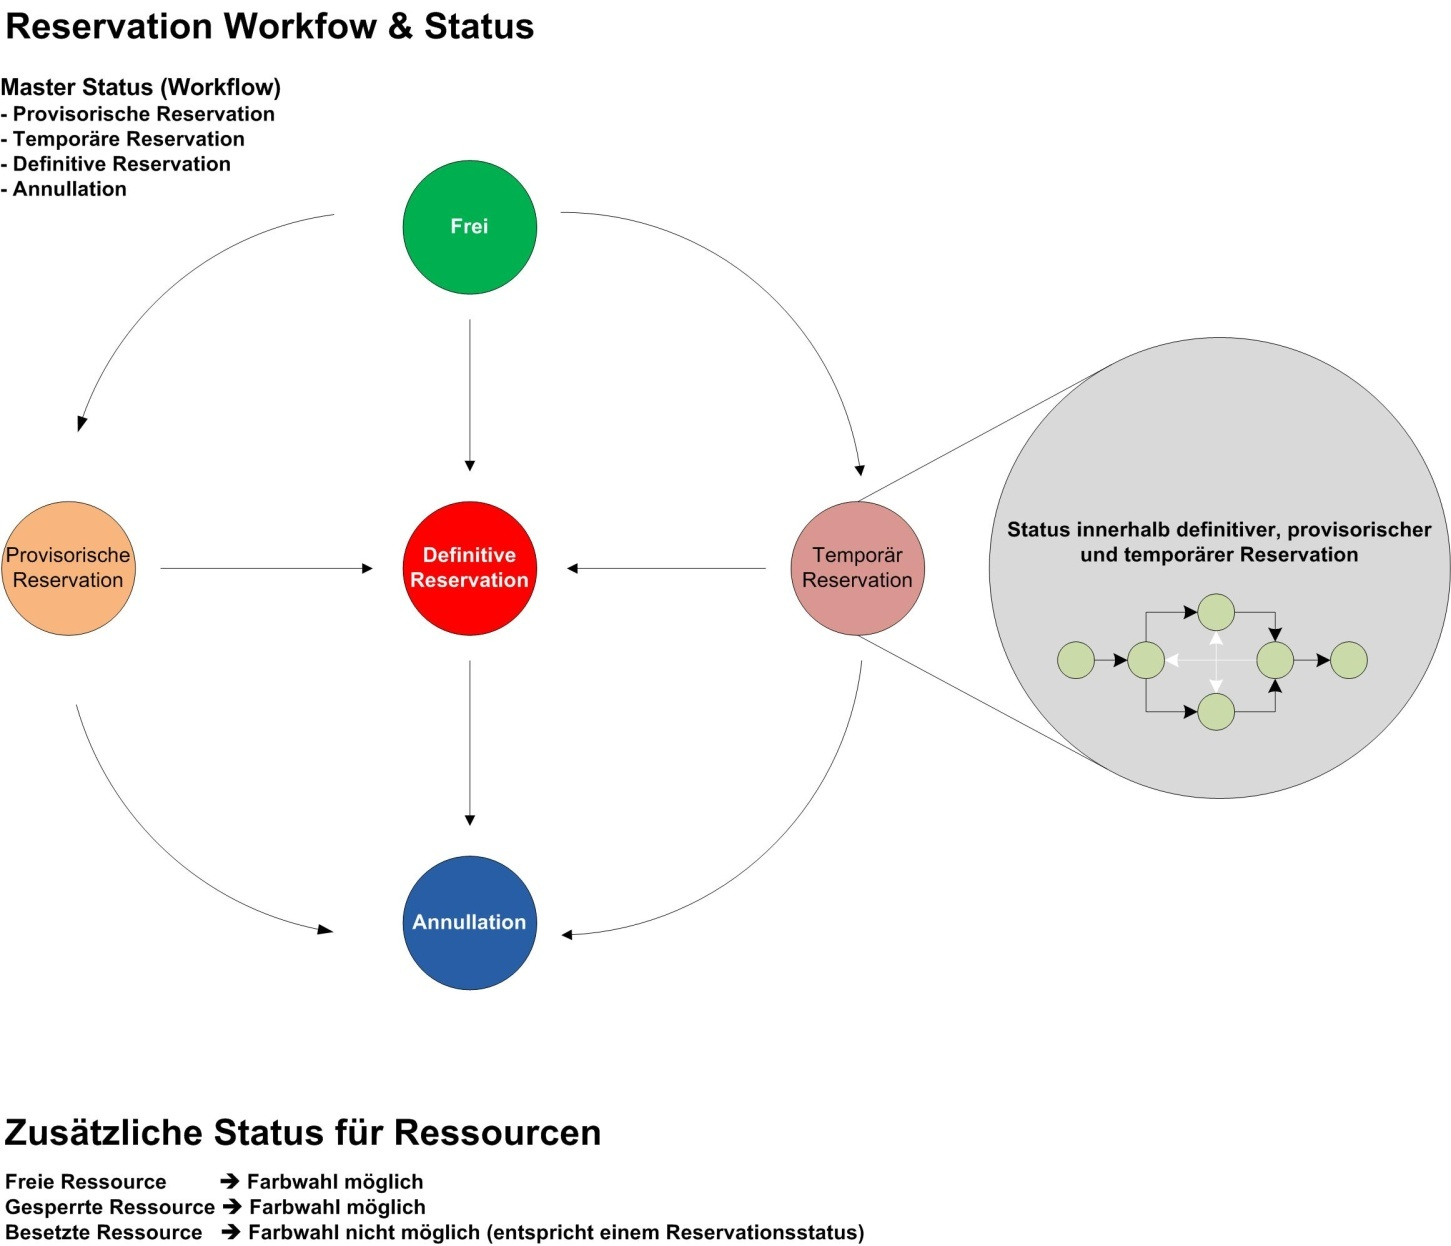 Reservation Workfow & Status
Master Status (Workflow)
- Provisorische Reservation
- Temporäre Reservation
- Definitive Reservation
- Annullation
Frei
Provisorische
Reservation
Definitive
Reservation
Temporär
Reservation
Status innerhalb definitiver, provisorischer
und temporärer Reservation
Annullation
Zusätzliche Status für Ressourcen
Freie Ressource → Farbwahl möglich
Gesperrte Ressource → Farbwahl möglich
Besetzte Ressource → Farbwahl nicht möglich (entspricht einem Reservationsstatus)